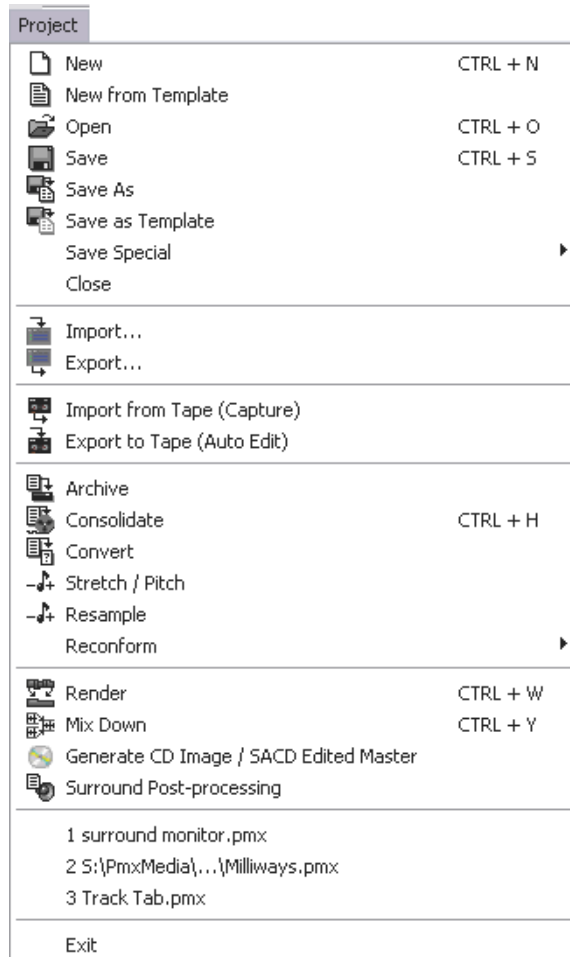 Project
New CTRL + N
New from Template
Open CTRL + O
Save CTRL + S
Save As
Save as Template
Save Special
Close
Import...
Export...
Import from Tape (Capture)
Export to Tape (Auto Edit)
Archive
Consolidate CTRL + H
Convert
Stretch / Pitch
Resample
Reconform
Render CTRL + W
Mix Down CTRL + Y
Generate CD Image / SACD Edited Master
Surround Post-processing
1 surround monitor.pmx
2 S:\PmxMedia\...\Milliways.pmx
3 Track Tab.pmx
Exit